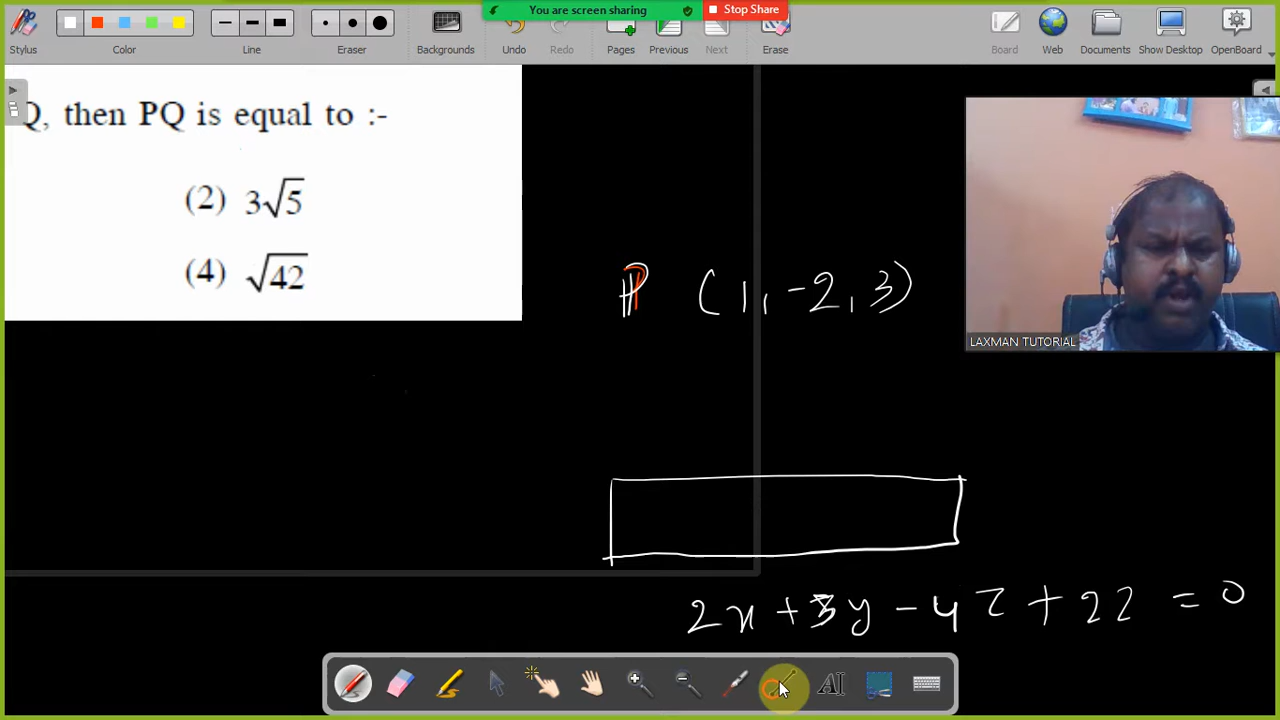 You are screen sharing Stop Share
Stylus Color Line Eraser Backgrounds Undo Redo Pages Previous Next Erase Board Web Documents Show Desktop OpenBoard
Q, then PQ is equal to :-
(2) 3√5
(4) √42
P (1, -2, 3)
LAXMAN TUTORIAL
2x + 3y - 4z + 22 = 0
AI